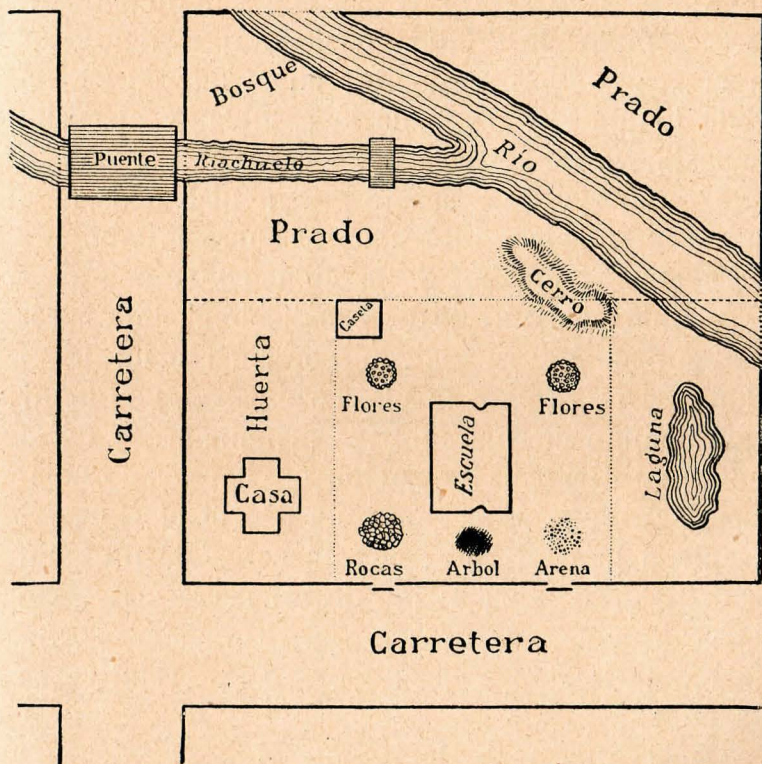 Bosque
Prado
Puente
Riachuelo
Río
Prado
Cerro
Caseta
Carretera
Huerta
Flores
Flores
Escuela
Laguna
Casa
Rocas
Arbol
Arena
Carretera